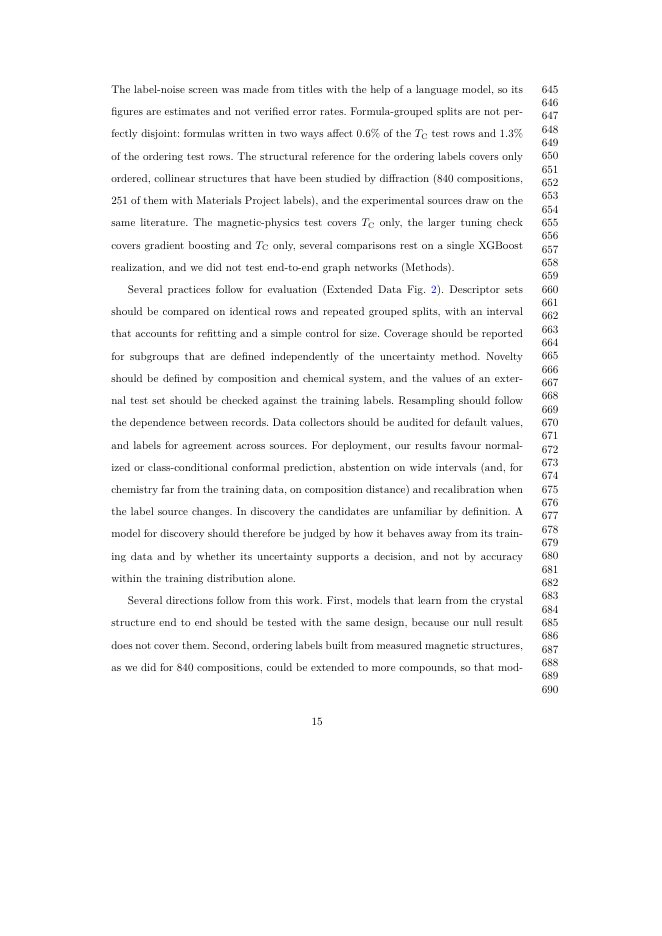 The label-noise screen was made from titles with the help of a language model, so its
figures are estimates and not verified error rates. Formula-grouped splits are not per-
fectly disjoint: formulas written in two ways affect 0.6% of the TC test rows and 1.3%
of the ordering test rows. The structural reference for the ordering labels covers only
ordered, collinear structures that have been studied by diffraction (840 compositions,
251 of them with Materials Project labels), and the experimental sources draw on the
same literature. The magnetic-physics test covers TC only, the larger tuning check
covers gradient boosting and TC only, several comparisons rest on a single XGBoost
realization, and we did not test end-to-end graph networks (Methods).
Several practices follow for evaluation (Extended Data Fig. 2). Descriptor sets
should be compared on identical rows and repeated grouped splits, with an interval
that accounts for refitting and a simple control for size. Coverage should be reported
for subgroups that are defined independently of the uncertainty method. Novelty
should be defined by composition and chemical system, and the values of an exter-
nal test set should be checked against the training labels. Resampling should follow
the dependence between records. Data collectors should be audited for default values,
and labels for agreement across sources. For deployment, our results favour normal-
ized or class-conditional conformal prediction, abstention on wide intervals (and, for
chemistry far from the training data, on composition distance) and recalibration when
the label source changes. In discovery the candidates are unfamiliar by definition. A
model for discovery should therefore be judged by how it behaves away from its train-
ing data and by whether its uncertainty supports a decision, and not by accuracy
within the training distribution alone.
Several directions follow from this work. First, models that learn from the crystal
structure end to end should be tested with the same design, because our null result
does not cover them. Second, ordering labels built from measured magnetic structures,
as we did for 840 compositions, could be extended to more compounds, so that mod-
645
646
647
648
649
650
651
652
653
654
655
656
657
658
659
660
661
662
663
664
665
666
667
668
669
670
671
672
673
674
675
676
677
678
679
680
681
682
683
684
685
686
687
688
689
690
15